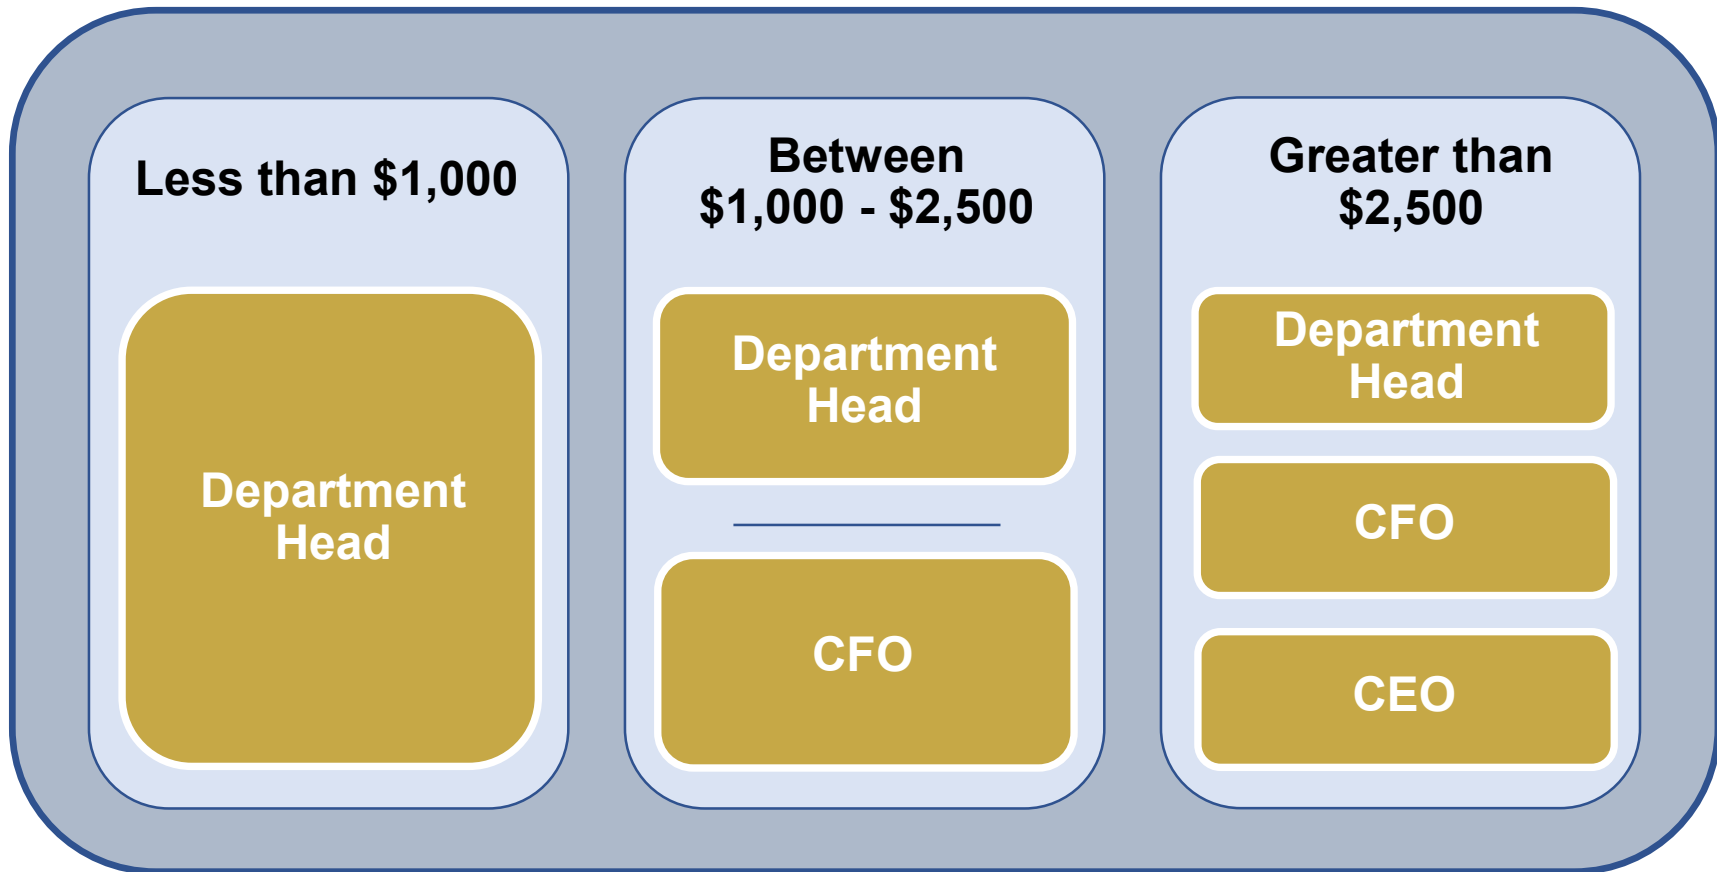 Less than $1,000
Department
Head
Between
$1,000 - $2,500
Department
Head
CFO
Greater than
$2,500
Department
Head
CFO
CEO